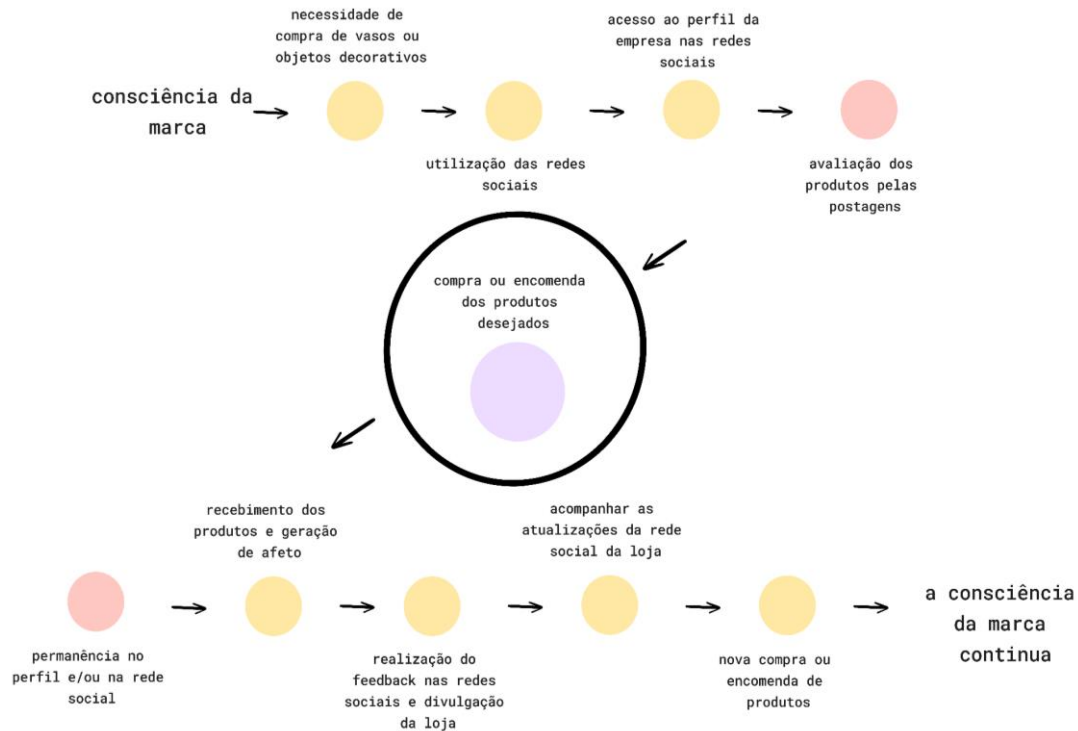 consciência da
marca
necessidade de
compra de vasos ou
objetos decorativos
utilização das redes
sociais
acesso ao perfil da
empresa nas redes
sociais
avaliação dos
produtos pelas
postagens
compra ou encomenda
dos produtos
desejados
permanência no
perfil e/ou na rede
social
recebimento dos
produtos e geração
de afeto
realização do
feedback nas redes
sociais e divulgação
da loja
acompanhar as
atualizações da rede
social da loja
nova compra ou
encomenda de
produtos
a consciência
da marca
continua